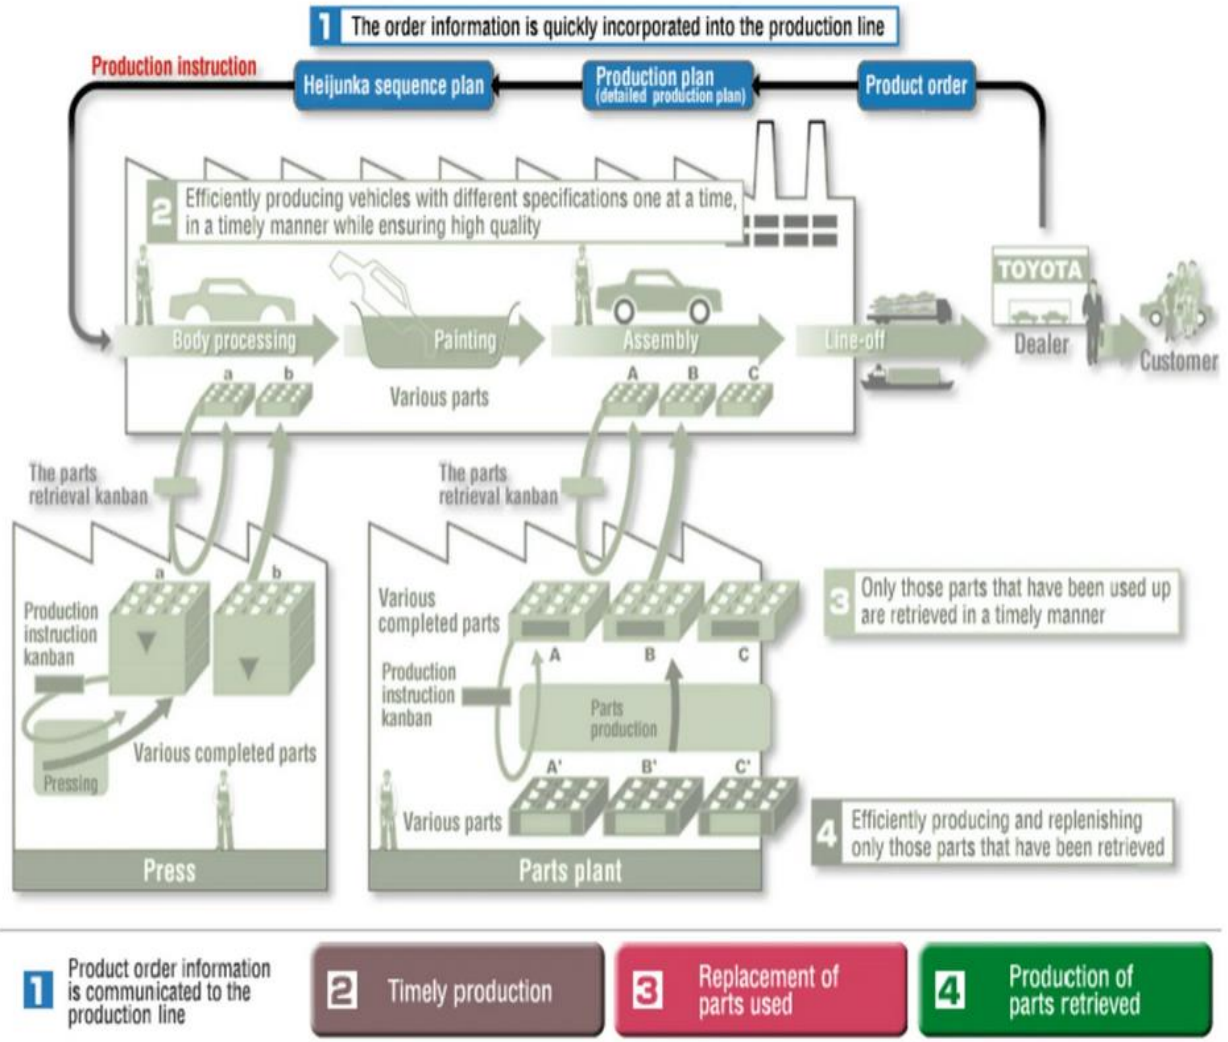 1 The order information is quickly incorporated into the production line
Production instruction
Heijunka sequence plan
Production plan
(detailed production plan)
Product order
2 Efficiently producing vehicles with different specifications one at a time,
in a timely manner while ensuring high quality
TOYOTA
Body processing
Painting
Assembly
Line-off
Dealer
Customer
a b
Various parts
A B C
The parts
retrieval kanban
The parts
retrieval kanban
a b
Production
instruction
kanban
Pressing
Various completed parts
Press
Various
completed parts
A B C
Production
instruction
kanban
Parts
production
A' B' C'
Various parts
Parts plant
3 Only those parts that have been used up
are retrieved in a timely manner
4 Efficiently producing and replenishing
only those parts that have been retrieved
1 Product order information
is communicated to the
production line
2 Timely production
3 Replacement of
parts used
4 Production of
parts retrieved